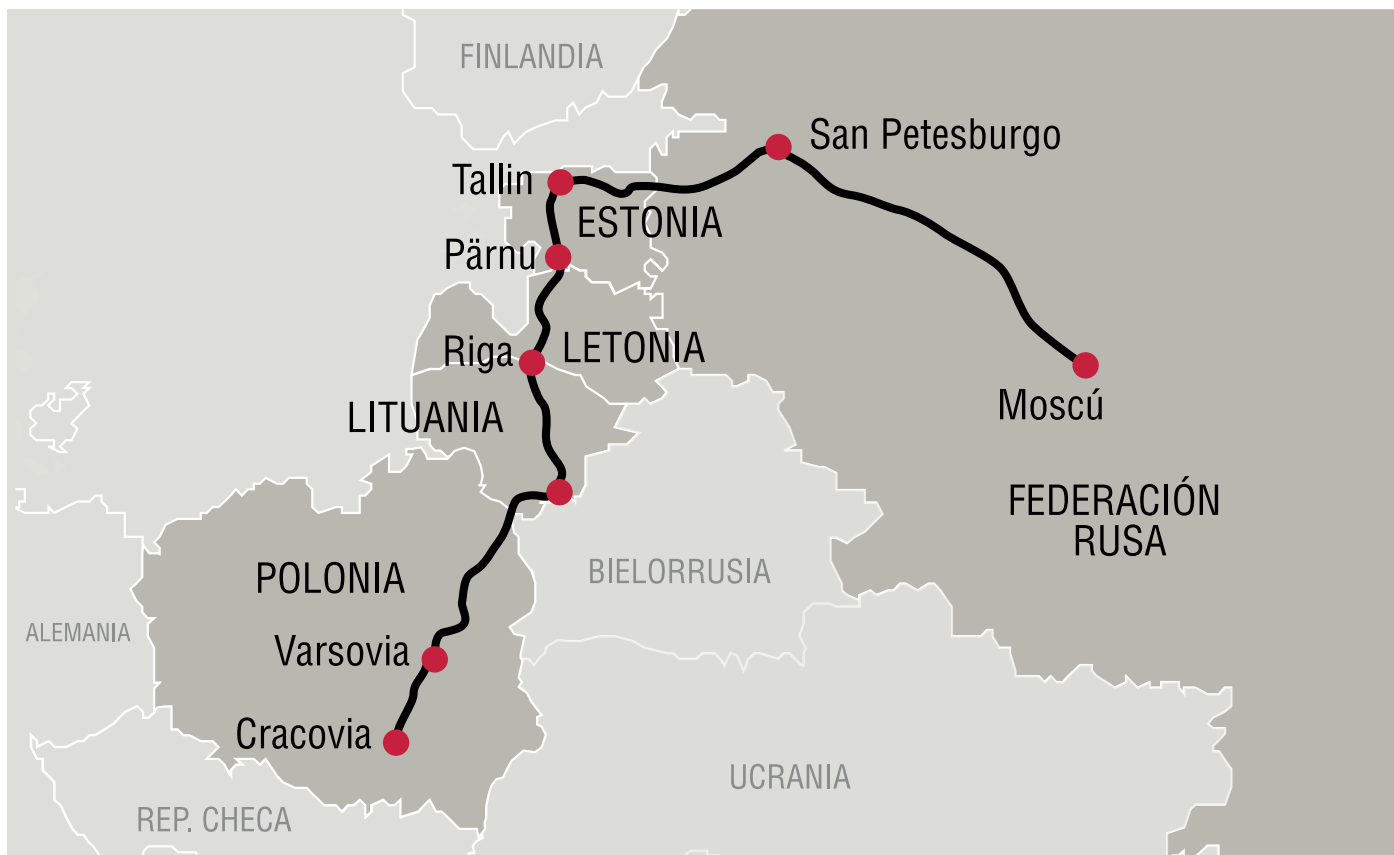 FINLANDIA
San Petesburgo
Tallin
ESTONIA
Pärnu
Riga
LETONIA
Moscú
LITUANIA
FEDERACIÓN
RUSA
BIELORRUSIA
POLONIA
ALEMANIA
Varsovia
Cracovia
UCRANIA
REP. CHECA